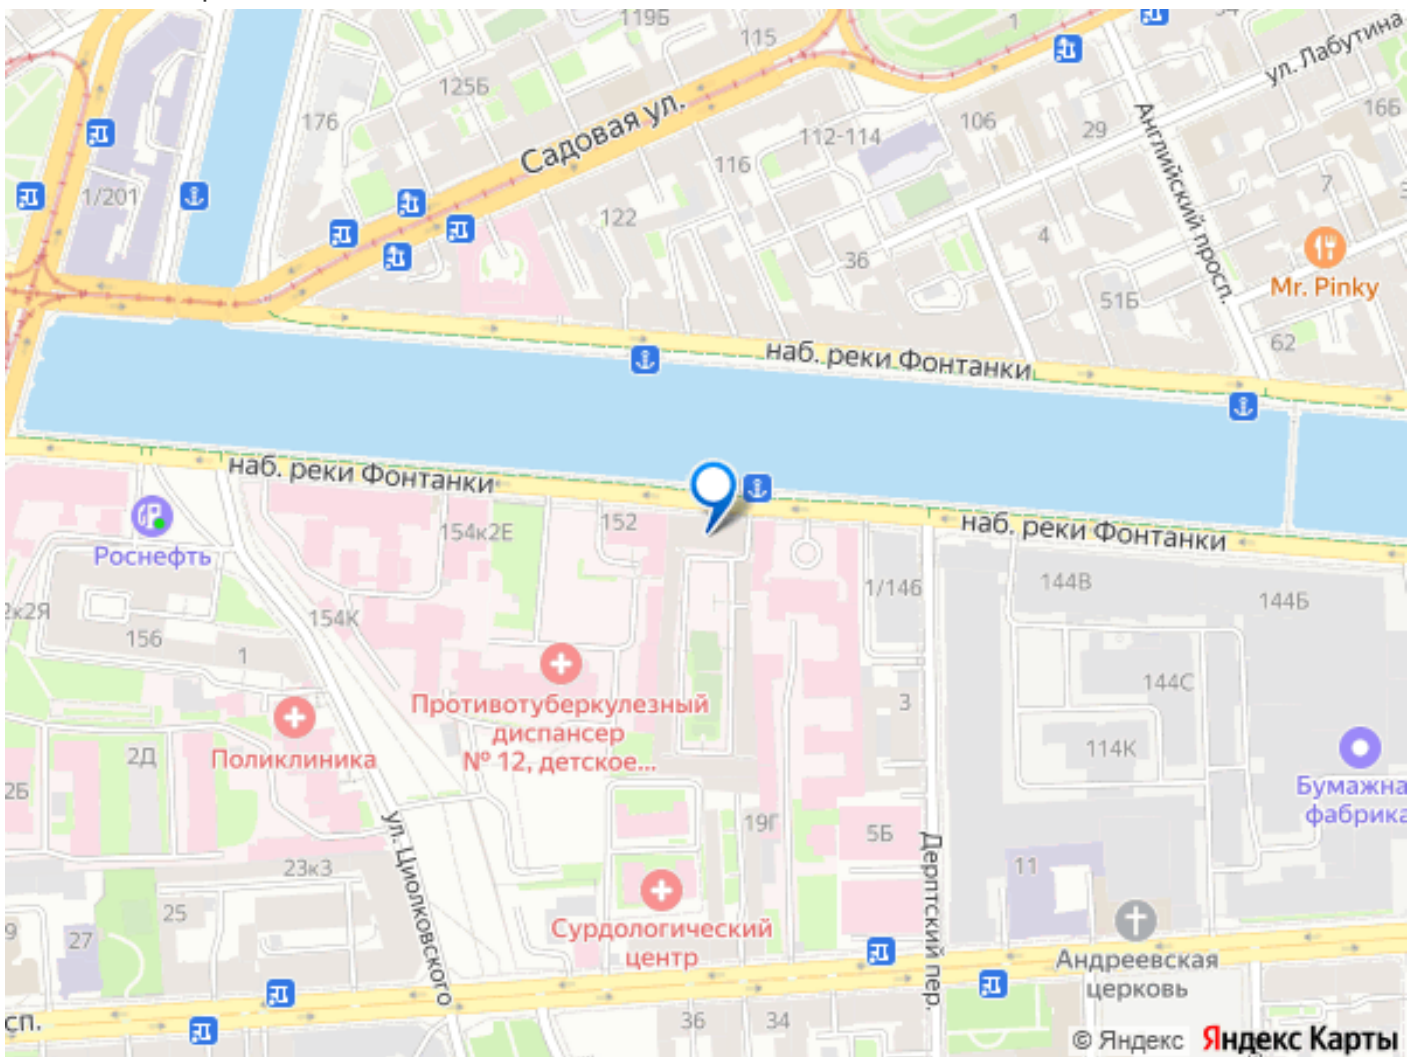 119Б
1
115
ул. Лабутина
125Б
Садовая ул.
176
112-114
106
29
16Б
Английский просп.
116
1/201
7
122
4
36
Mr. Pinky
51Б
62
наб. реки Фонтанки
наб. реки Фонтанки
154к2Е
152
наб. реки Фонтанки
Роснефть
1/146
144В
144Б
2к2Я
154К
156
1
Противотуберкулезный
диспансер
№ 12, детское...
144С
3
Поликлиника
2Д
114К
2Б
Бумажна
фабрика
ул. Циолковского
19Г
5Б
Дерптский пер.
11
23к3
Сурдологический
центр
25
9
27
Андреевская
церковь
сп.
36
34
© Яндекс Яндекс Карты